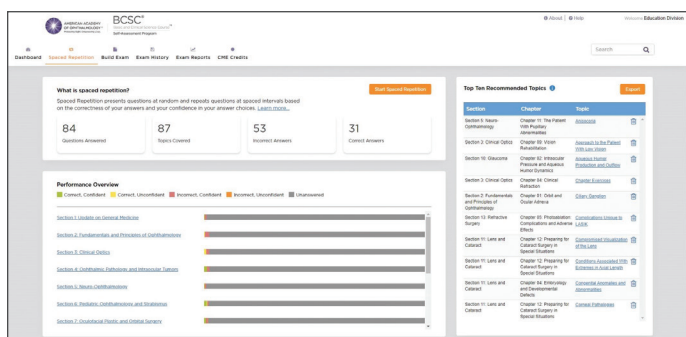 AMERICAN ACADEMY
OF OPHTHALMOLOGY®
BCSC®
Self-Assessment Program
About | Help
Welcome Education Division
Dashboard Spaced Repetition Build Exam Exam History Exam Reports CME Credits
Search
What is spaced repetition?
Start Spaced Repetition
Spaced Repetition presents questions at random and repeats questions at spaced intervals based
on the correctness of your answers and your confidence in your answer choices. Learn more...
84
Questions Answered
87
Topics Covered
53
Incorrect Answers
31
Correct Answers
Performance Overview
Correct, Confident Correct, Unconfident Incorrect, Confident Incorrect, Unconfident Unanswered
Section 1: Update on General Medicine
Section 2: Fundamentals and Principles of Ophthalmology
Section 3: Clinical Optics
Section 4: Ophthalmic Pathology and Intraocular Tumors
Section 5: Neuro-Ophthalmology
Section 6: Pediatric Ophthalmology and Strabismus
Section 7: Oculofacial Plastic and Orbital Surgery
Top Ten Recommended Topics
Export
Section Chapter Topic
Section 5: Neuro- Chapter 11: The Patient Anisocoria
Ophthalmology With Pupillary
Abnormalities
Section 3: Clinical Optics Chapter 09: Vision Approach to the Patient
Rehabilitation With Low Vision
Section 10: Glaucoma Chapter 02: Intraocular Aqueous Humor
Pressure and Aqueous Production and Outflow
Humor Dynamics
Section 3: Clinical Optics Chapter 04: Clinical Chapter Exercises
Refraction
Section 2: Fundamentals Chapter 01: Orbit and Ciliary Ganglion
and Principles of Ocular Adnexa
Ophthalmology
Section 13: Refractive Chapter 05: Photoablation: Complications Unique to
Surgery Complications and Adverse LASIK
Effects
Section 11: Lens and Chapter 12: Preparing for Compromised Visualization
Cataract Cataract Surgery in of the Lens
Special Situations
Section 11: Lens and Chapter 12: Preparing for Conditions Associated With
Cataract Cataract Surgery in Extremes in Axial Length
Special Situations
Section 11: Lens and Chapter 04: Embryology Congenital Anomalies and
Cataract and Developmental Abnormalities
Defects
Section 11: Lens and Chapter 12: Preparing for Corneal Pathologies
Cataract Cataract Surgery in
Special Situations